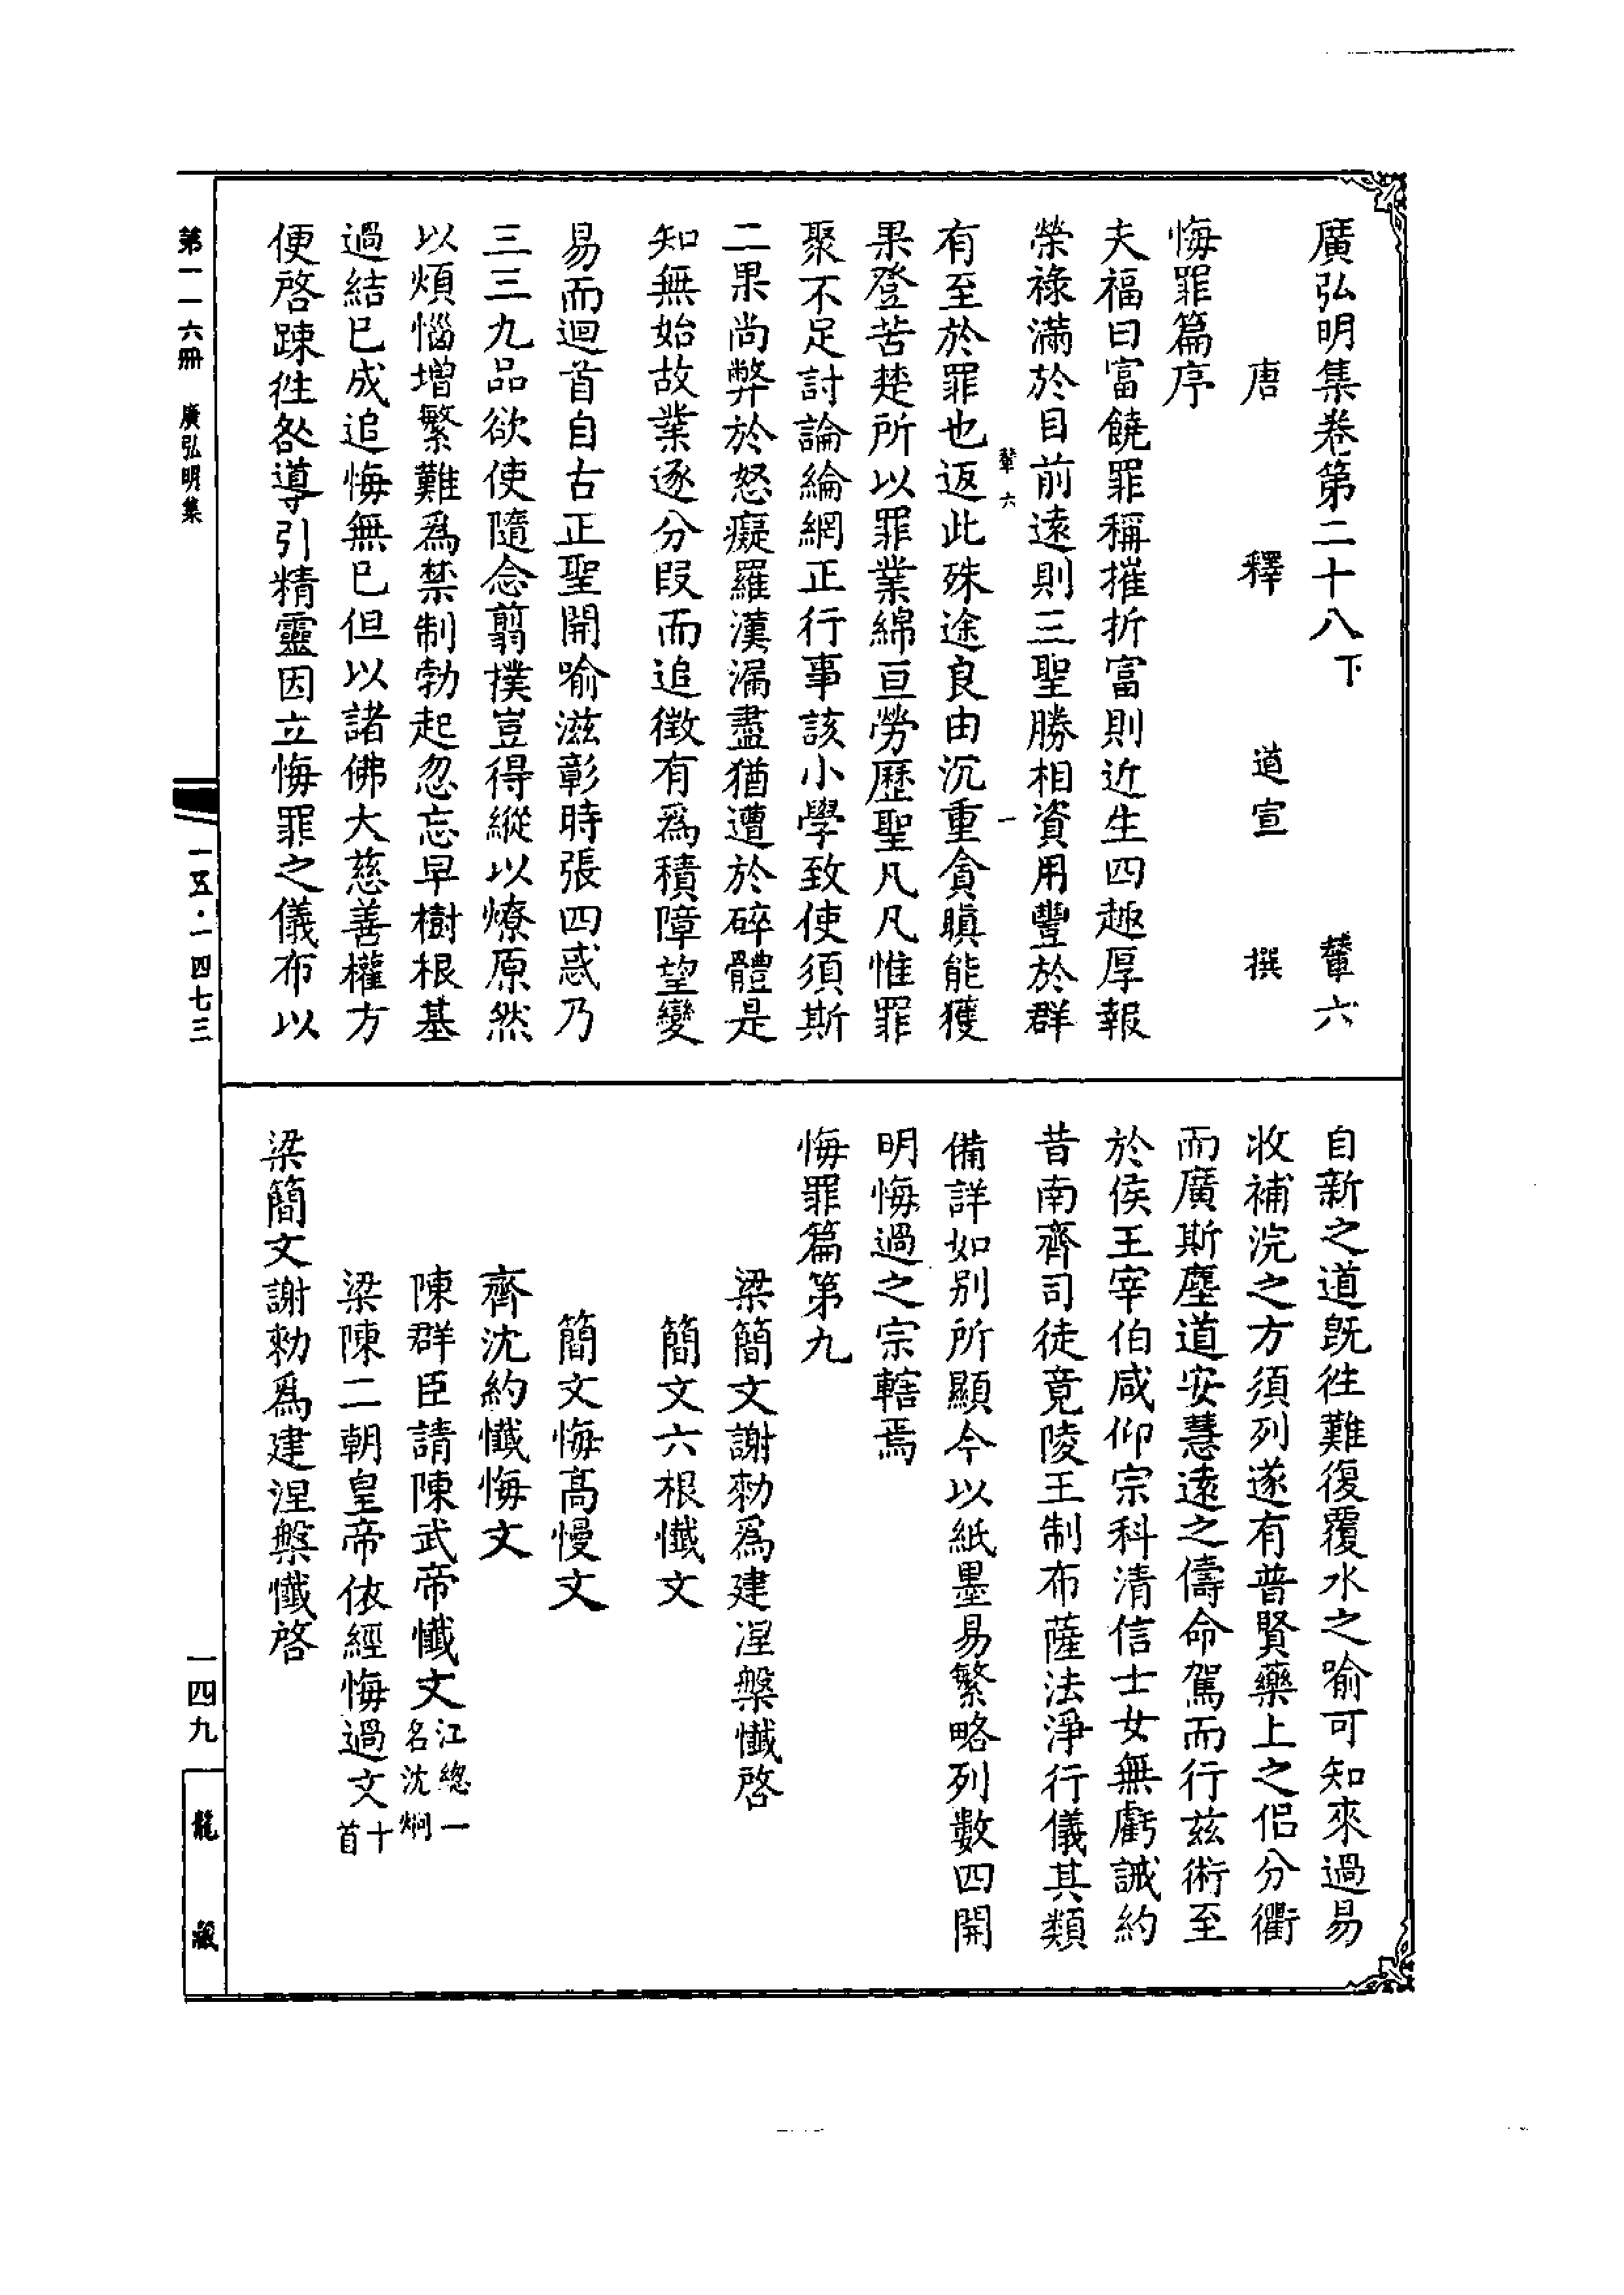 廣弘明集卷第二十八下 輦六
唐釋道宣撰
悔罪篇序
夫福曰富饒罪稱摧折富則近生四趣厚報
榮祿滿於目前遠則三聖勝相資用豐於群
輦六 一
有至於罪也返此殊途良由沉重貪瞋能獲
果登苦楚所以罪業綿亘勞歷聖凡凡惟罪
聚不足討論綸網正行事該小學致使須斯
二果尚弊於怒癡羅漢漏盡猶遭於碎體是
知無始故業逐分段而追徵有爲積障望變
易而迴首自古正聖開喻滋彰時張四惑乃
三三九品欲使隨念翦撲豈得縱以燎原然
以煩惱增繁難爲禁制勃起忽忘早樹根基
過結已成追悔無已但以諸佛大慈善權方
便啓䟽徃咎導引精靈因立悔罪之儀布以
自新之道旣徃難復覆水之喻可知來過易
收補浣之方須列遂有普賢藥上之侶分衢
而廣斯塵道安慧遠之儔命駕而行兹術至
於侯王宰伯咸仰宗科清信士女無虧誡約
昔南齊司徒竟陵王制布薩法淨行儀其類
備詳如別所顯今以紙墨易繁略列數四開
明悔過之宗轄焉
悔罪篇第九
梁簡文謝勑爲建涅槃懺啓
簡文六根懺文
簡文悔高慢文
齊沈約懺悔文
陳群臣請陳武帝懺文江總一名沈炯
梁陳二朝皇帝依經悔過文十首
梁簡文謝勑爲建涅槃懺啓
第一一六冊 廣弘明集
一五·一四七三
一四九
龍藏